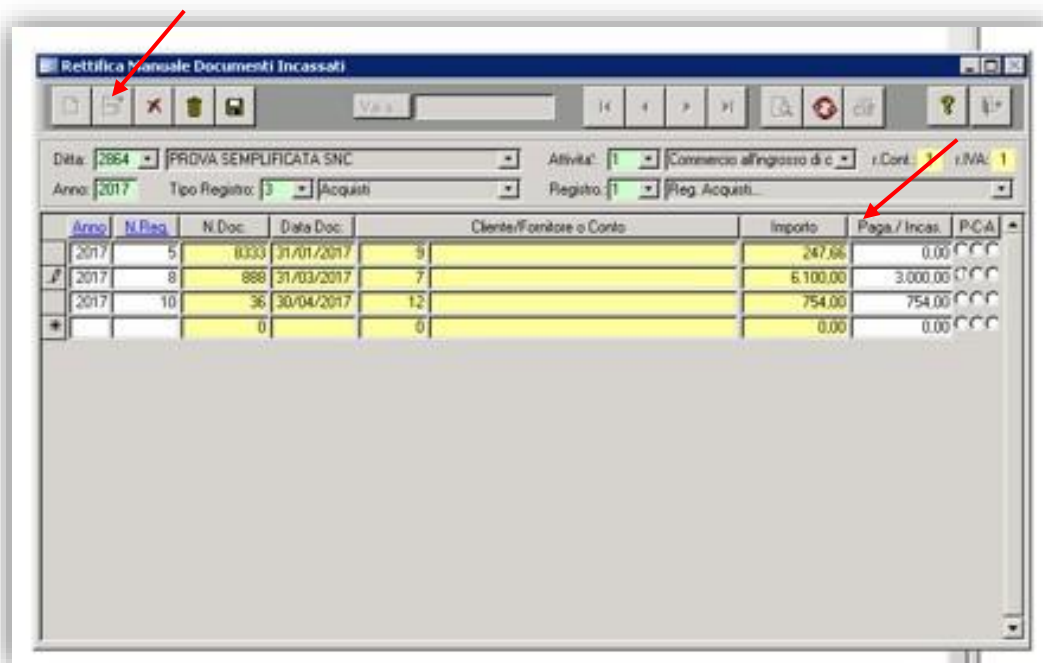 Rettifica Manuale Documenti Incassati
Vai a
Ditta: 2864 PROVA SEMPLIFICATA SNC Attivita': 1 Commercio all'ingrosso di c r.Cont.: r.IVA: 1
Anno: 2017 Tipo Registro: 3 Acquisti Registro: 1 Reg. Acquisti...
Anno N.Reg. N.Doc. Data Doc. Cliente/Fornitore o Conto Importo Paga./ Incas. P C A
2017 5 8333 31/01/2017 9 247,66 0,00
2017 8 888 31/03/2017 7 6.100,00 3.000,00
2017 10 36 30/04/2017 12 754,00 754,00
0 0 0,00 0,00